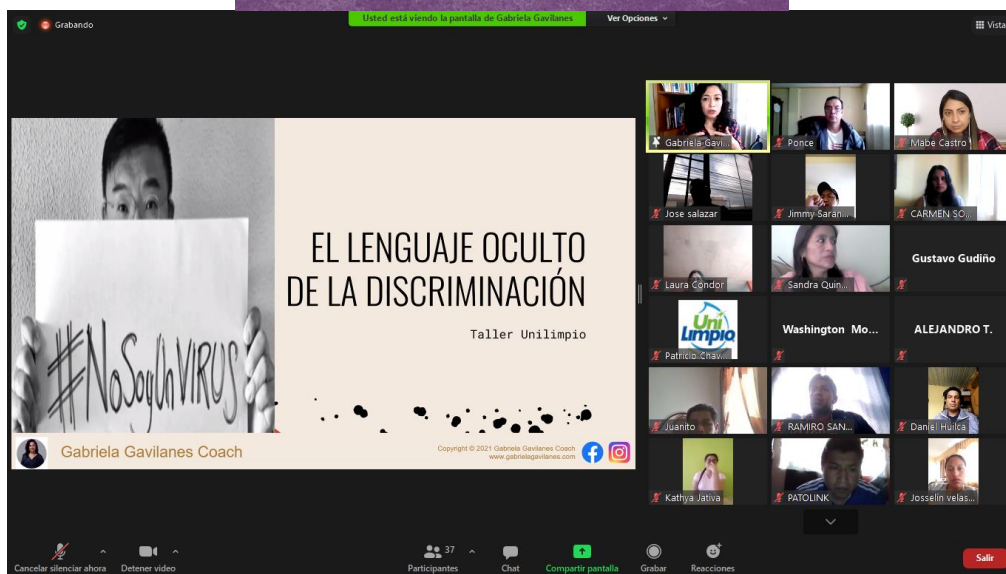 Usted está viendo la pantalla de Gabriela Gavilanes
Ver Opciones
Grabando
Vista
EL LENGUAJE OCULTO
DE LA DISCRIMINACIÓN
Taller Unilimpio
#NoSoyUnVIRUS
Gabriela Gavilanes Coach
Copyright © 2021 Gabriela Gavilanes Coach
www.gabrielagavilanes.com
Gabriela Gavi...
Ponce
Mabe Castro
Jose salazar
Jimmy Saran...
CARMEN SO...
Laura Condor
Sandra Quin...
Gustavo Gudiño
Uni
Limpio
Patricio Chav...
Washington Mo...
ALEJANDRO T.
Juanito
RAMIRO SAN...
Daniel Huilca
Kathya Jativa
PATOLINK
Josselin velas...
Cancelar silenciar ahora
Detener video
37
Participantes
Chat
Compartir pantalla
Grabar
Reacciones
Salir